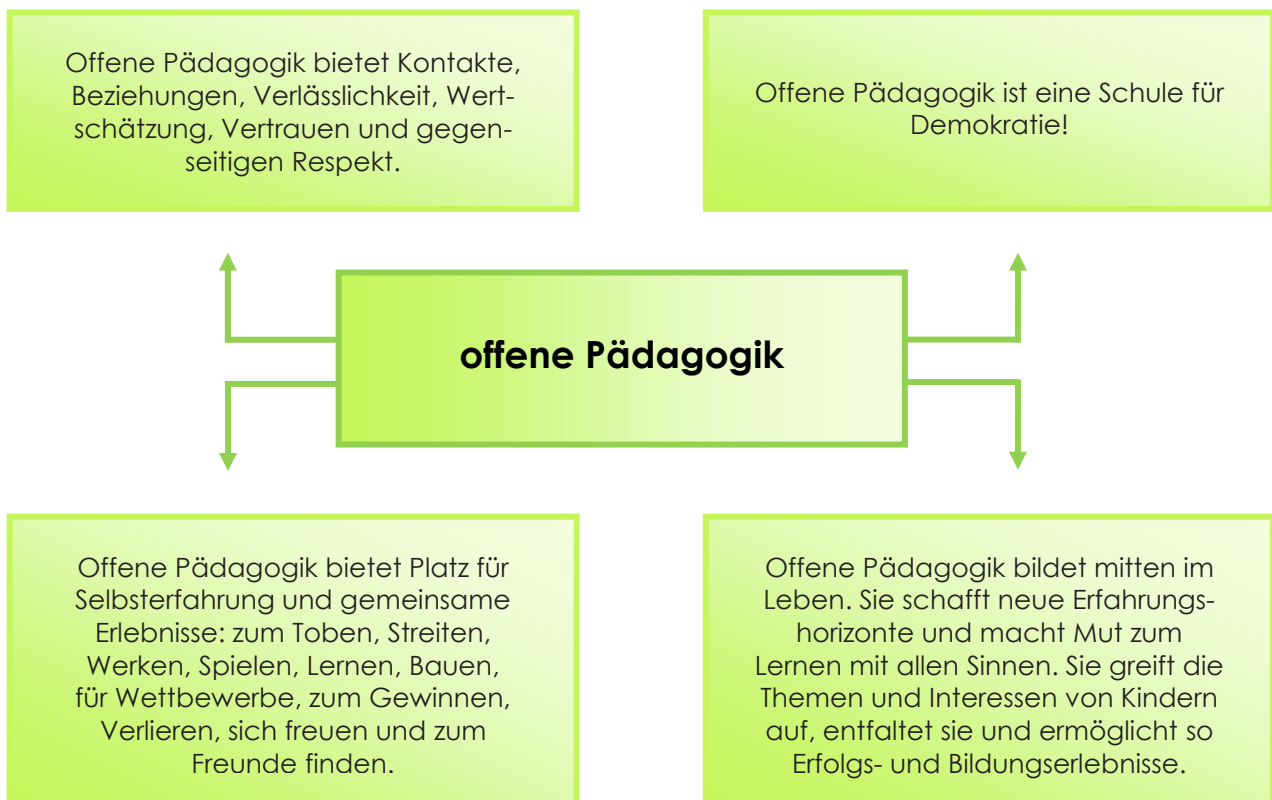 Offene Pädagogik bietet Kontakte,
Beziehungen, Verlässlichkeit, Wert-
schätzung, Vertrauen und gegen-
seitigen Respekt.
Offene Pädagogik ist eine Schule für
Demokratie!
offene Pädagogik
Offene Pädagogik bietet Platz für
Selbsterfahrung und gemeinsame
Erlebnisse: zum Toben, Streiten,
Werken, Spielen, Lernen, Bauen,
für Wettbewerbe, zum Gewinnen,
Verlieren, sich freuen und zum
Freunde finden.
Offene Pädagogik bildet mitten im
Leben. Sie schafft neue Erfahrungs-
horizonte und macht Mut zum
Lernen mit allen Sinnen. Sie greift die
Themen und Interessen von Kindern
auf, entfaltet sie und ermöglicht so
Erfolgs- und Bildungserlebnisse.